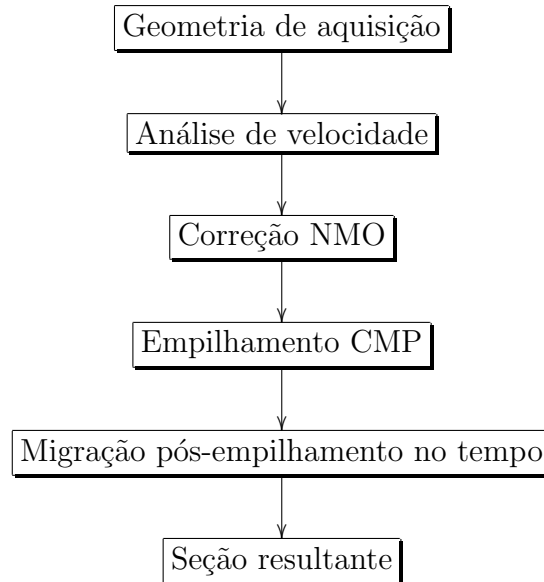 Geometria de aquisição
Análise de velocidade
Correção NMO
Empilhamento CMP
Migração pós-empilhamento no tempo
Seção resultante